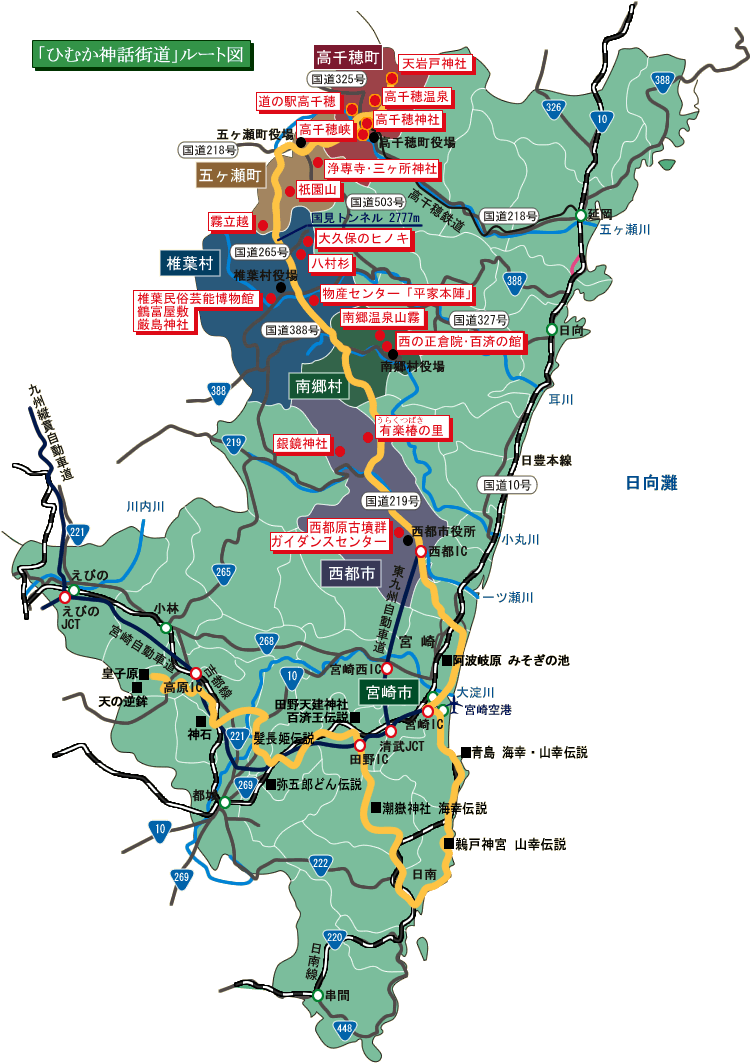 「ひむか神話街道」ルート図
高千穂町
天岩戸神社
国道325号
388
道の駅高千穂
高千穂温泉
326
10
高千穂神社
五ヶ瀬町役場
高千穂峡
高千穂町役場
国道218号
浄専寺・三ヶ所神社
五ヶ瀬町
祇園山
国道503号
高千穂鉄道
国道218号
延岡
霧立越
国見トンネル 2777m
五ヶ瀬川
大久保のヒノキ
国道265号
椎葉村
八村杉
椎葉村役場
388
椎葉民俗芸能博物館
鶴富屋敷
厳島神社
物産センター「平家本陣」
南郷温泉山霧
国道327号
国道388号
日向
西の正倉院・百済の館
南郷村役場
南郷村
388
耳川
九州縦貫自動車道
うらくつばき
有楽椿の里
219
銀鏡神社
日豊本線
国道10号
日向灘
国道219号
川内川
西都原古墳群
ガイダンスセンター
西都市役所
221
小丸川
西都IC
西都市
えびの
265
東九州自動車道
一ツ瀬川
えびの
JCT
小林
宮崎自動車道
268
宮崎
阿波岐原 みそぎの池
皇子原
高原IC
吉都線
10
宮崎西IC
天の逆鉾
宮崎市
大淀川
田野天建神社
百済王伝説
宮崎空港
宮崎IC
神石
221
髪長姫伝説
清武JCT
田野IC
青島 海幸・山幸伝説
269
弥五郎どん伝説
都城
潮嶽神社 海幸伝説
10
鵜戸神宮 山幸伝説
222
269
日南
220
日南線
串間
448